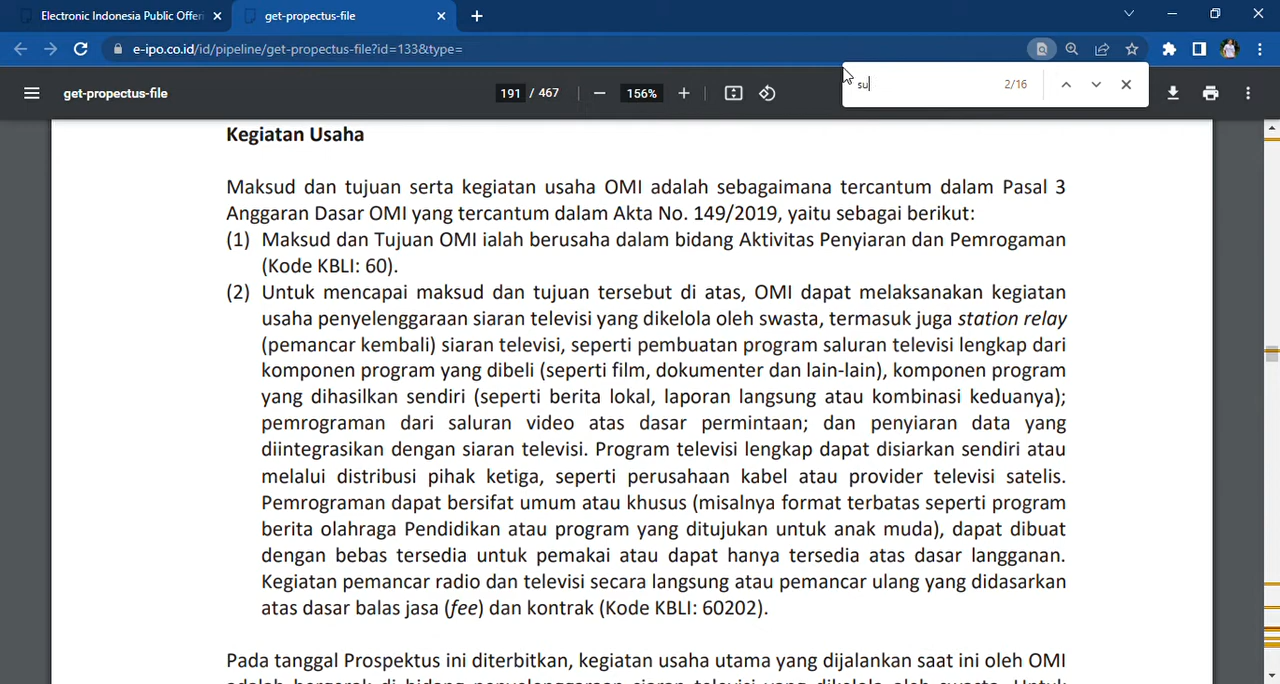 Electronic Indonesia Public Offeri
get-propectus-file
e-ipo.co.id/id/pipeline/get-propectus-file?id=133&type=
get-propectus-file
191 / 467
156%
su
2/16
Kegiatan Usaha
Maksud dan tujuan serta kegiatan usaha OMI adalah sebagaimana tercantum dalam Pasal 3
Anggaran Dasar OMI yang tercantum dalam Akta No. 149/2019, yaitu sebagai berikut:
(1) Maksud dan Tujuan OMI ialah berusaha dalam bidang Aktivitas Penyiaran dan Pemrogaman
(Kode KBLI: 60).
(2) Untuk mencapai maksud dan tujuan tersebut di atas, OMI dapat melaksanakan kegiatan
usaha penyelenggaraan siaran televisi yang dikelola oleh swasta, termasuk juga station relay
(pemancar kembali) siaran televisi, seperti pembuatan program saluran televisi lengkap dari
komponen program yang dibeli (seperti film, dokumenter dan lain-lain), komponen program
yang dihasilkan sendiri (seperti berita lokal, laporan langsung atau kombinasi keduanya);
pemrograman dari saluran video atas dasar permintaan; dan penyiaran data yang
diintegrasikan dengan siaran televisi. Program televisi lengkap dapat disiarkan sendiri atau
melalui distribusi pihak ketiga, seperti perusahaan kabel atau provider televisi satelis.
Pemrograman dapat bersifat umum atau khusus (misalnya format terbatas seperti program
berita olahraga Pendidikan atau program yang ditujukan untuk anak muda), dapat dibuat
dengan bebas tersedia untuk pemakai atau dapat hanya tersedia atas dasar langganan.
Kegiatan pemancar radio dan televisi secara langsung atau pemancar ulang yang didasarkan
atas dasar balas jasa (fee) dan kontrak (Kode KBLI: 60202).
Pada tanggal Prospektus ini diterbitkan, kegiatan usaha utama yang dijalankan saat ini oleh OMI
adalah bergerak di bidang penyelenggaraan siaran televisi yang dikelola oleh swasta. Untuk